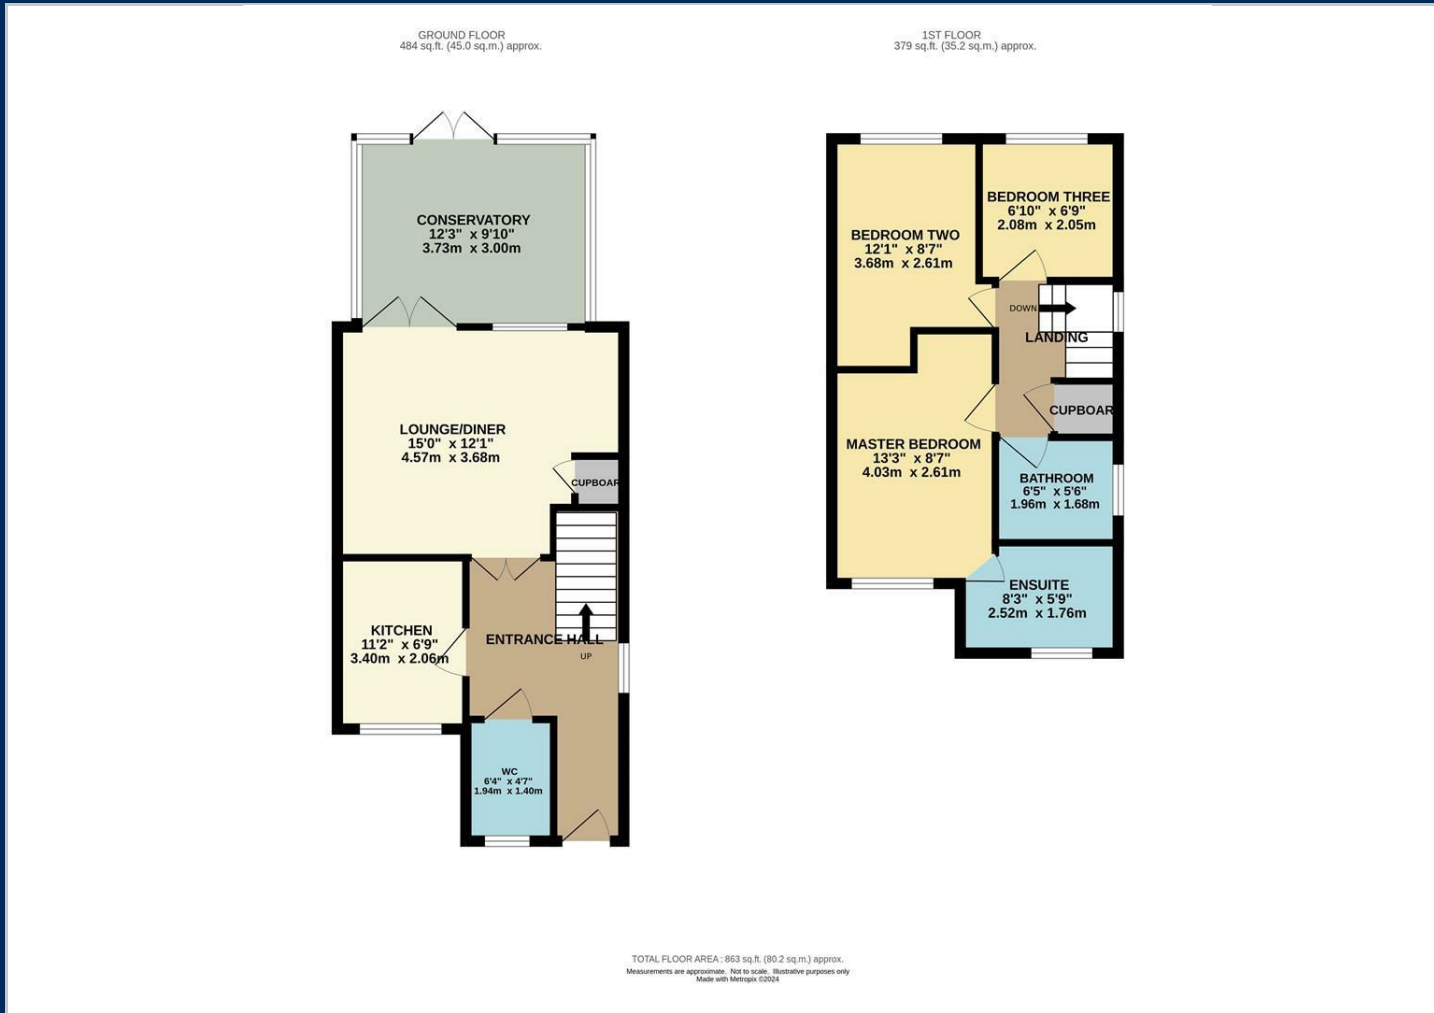 GROUND FLOOR
484 sq.ft. (45.0 sq.m.) approx.
CONSERVATORY
12'3" x 9'10"
3.73m x 3.00m
LOUNGE/DINER
15'0" x 12'1"
4.57m x 3.68m
CUPBOAR
KITCHEN
11'2" x 6'9"
3.40m x 2.06m
ENTRANCE HALL
UP
WC
6'4" x 4'7"
1.94m x 1.40m
1ST FLOOR
379 sq.ft. (35.2 sq.m.) approx.
BEDROOM THREE
6'10" x 6'9"
2.08m x 2.05m
BEDROOM TWO
12'1" x 8'7"
3.68m x 2.61m
DOWN
LANDING
CUPBOAR
MASTER BEDROOM
13'3" x 8'7"
4.03m x 2.61m
BATHROOM
6'5" x 5'6"
1.96m x 1.68m
ENSUITE
8'3" x 5'9"
2.52m x 1.76m
TOTAL FLOOR AREA : 863 sq.ft. (80.2 sq.m.) approx.
Measurements are approximate. Not to scale. Illustrative purposes only
Made with Metropix ©2024